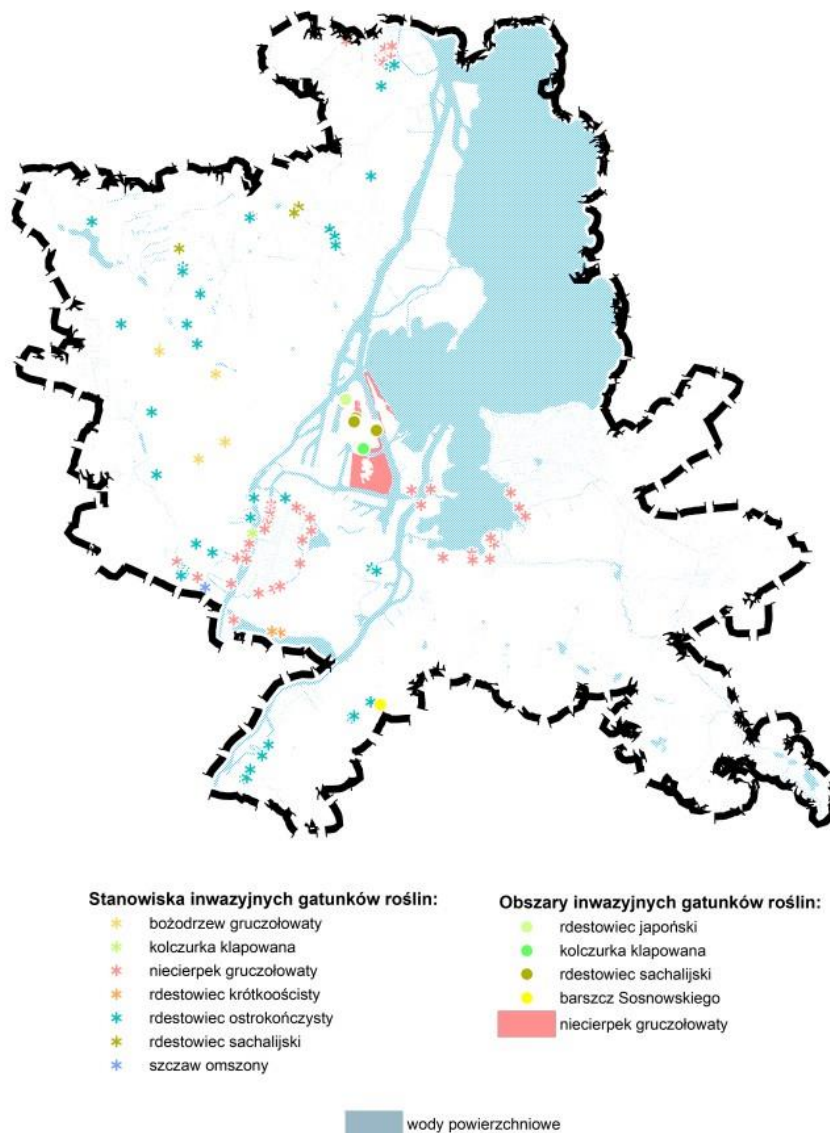 Stanowiska inwazyjnych gatunków roślin:
bożodrzew gruczołowaty
kolczurka klapowana
niecierpek gruczołowaty
rdestowiec krótkoościsty
rdestowiec ostrokończysty
rdestowiec sachalijski
szczaw omszony
Obszary inwazyjnych gatunków roślin:
rdestowiec japoński
kolczurka klapowana
rdestowiec sachalijski
barszcz Sosnowskiego
niecierpek gruczołowaty
wody powierzchniowe